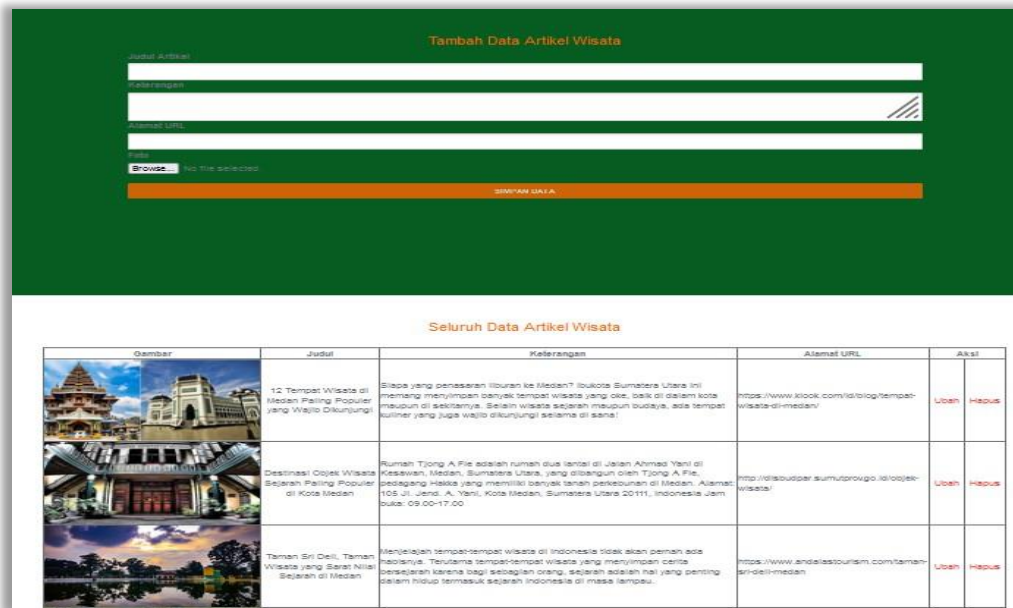 Tambah Data Artikel Wisata
Judul Artikel
Keterangan
Alamat URL
Foto
Browse... No file selected.
SIMPAN DATA
Seluruh Data Artikel Wisata
Gambar Judul Keterangan Alamat URL Aksi
12 Tempat Wisata di
Medan Paling Populer
yang Wajib Dikunjungi
Siapa yang penasaran liburan ke Medan? Ibukota Sumatera Utara ini
memang menyimpan banyak tempat wisata yang oke, baik di dalam kota
maupun di sekitarnya. Selain wisata sejarah maupun budaya, ada tempat
kuliner yang juga wajib dikunjungi selama di sana!
https://www.klook.com/id/blog/tempat-
wisata-di-medan/
Ubah Hapus
Destinasi Objek Wisata
Sejarah Paling Populer
di Kota Medan
Rumah Tjong A Fie adalah rumah dua lantai di Jalan Ahmad Yani di
Kesawan, Medan, Sumatera Utara, yang dibangun oleh Tjong A Fie,
pedagang Hakka yang memiliki banyak tanah perkebunan di Medan. Alamat:
105 Jl. Jend. A. Yani, Kota Medan, Sumatera Utara 20111, Indonesia Jam
buka: 09.00-17.00
http://disbudpar.sumutprov.go.id/objek-
wisata/
Ubah Hapus
Taman Sri Deli, Taman
Wisata yang Sarat Nilai
Sejarah di Medan
Menjelajah tempat-tempat wisata di Indonesia tidak akan pernah ada
habisnya. Terutama tempat-tempat wisata yang menyimpan cerita
bersejarah karena bagi sebagian orang, sejarah adalah hal yang penting
dalam hidup termasuk sejarah Indonesia di masa lampau.
https://www.andalastourism.com/taman-
sri-deli-medan
Ubah Hapus